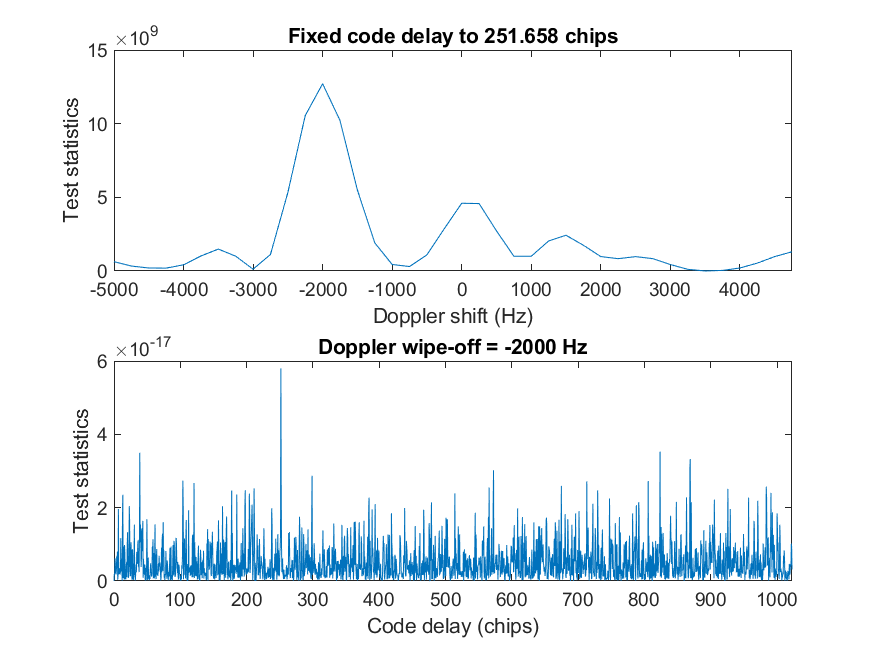 ×10^9
Fixed code delay to 251.658 chips
15
10
5
0
Test statistics
-5000 -4000 -3000 -2000 -1000 0 1000 2000 3000 4000
Doppler shift (Hz)
×10^-17
Doppler wipe-off = -2000 Hz
6
4
2
0
Test statistics
0 100 200 300 400 500 600 700 800 900 1000
Code delay (chips)